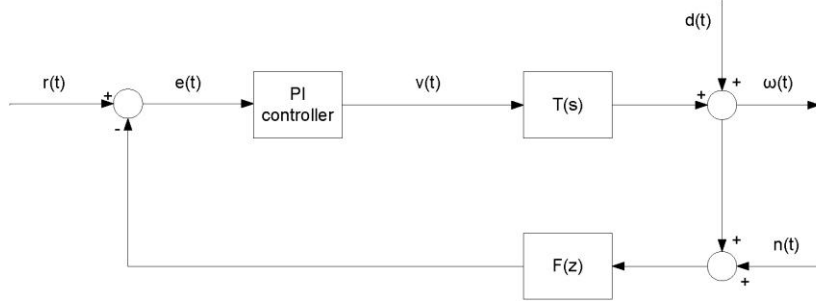 d(t)
r(t)
+
e(t)
PI
controller
v(t)
T(s)
+
+
ω(t)
-
F(z)
+
+
n(t)